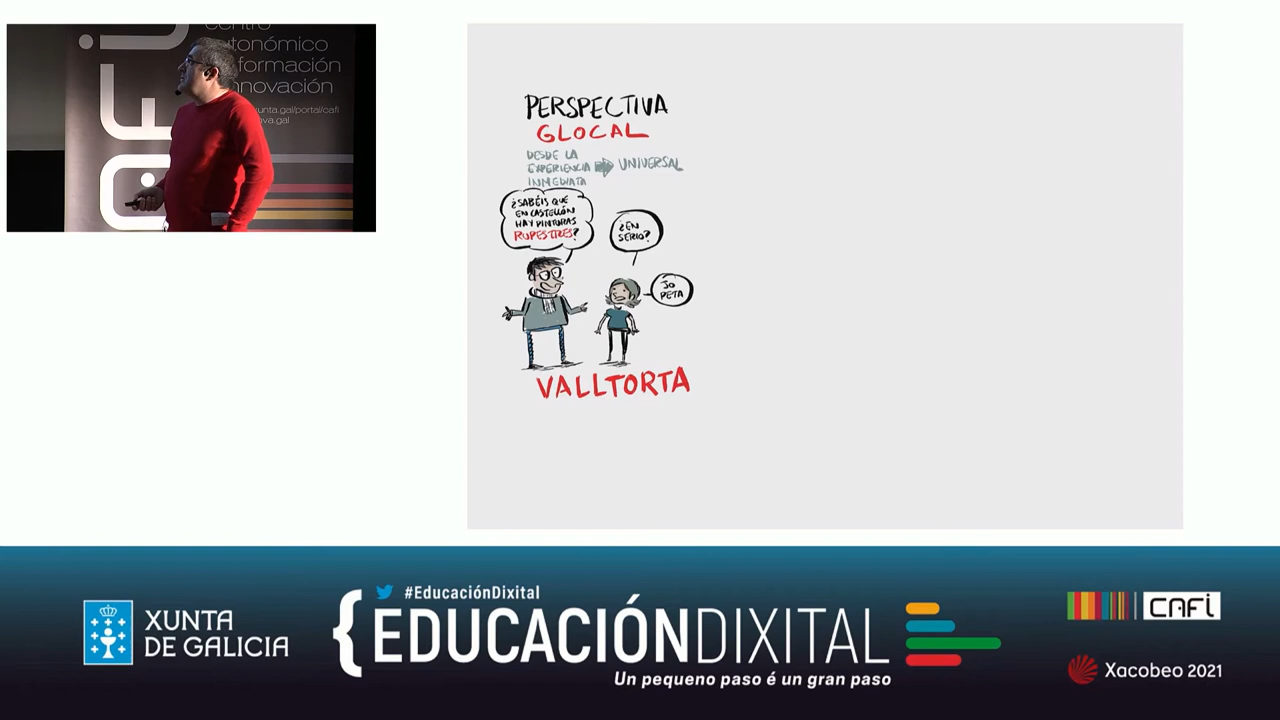 autonómico
formación
innovación
xunta.gal/portal/cafi
PERSPECTIVA
GLOCAL
DESDE LA
EXPERIENCIA
INMEDIATA
UNIVERSAL
¿SABÉIS QUE
EN CASTELLÓN
HAY PINTURAS
RUPESTRES?
¿EN
SERIO?
JO
PETA
VALLTORTA
XUNTA
DE GALICIA
#EducaciónDixital
{EDUCACIÓNDIXITAL
Un pequeno paso é un gran paso
CAFi
Xacobeo 2021